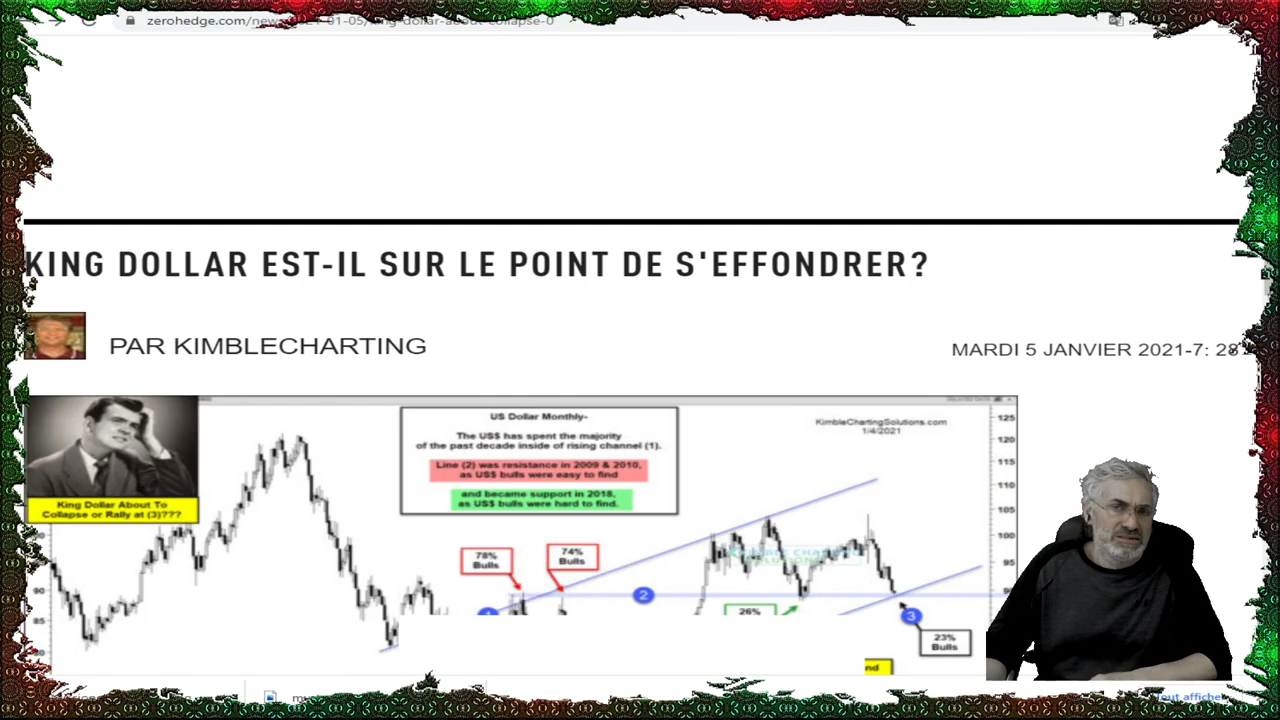 zerohedge.com/
KING DOLLAR EST-IL SUR LE POINT DE S'EFFONDRER?
PAR KIMBLECHARTING
MARDI 5 JANVIER 2021-7: 28
US Dollar Monthly-
The US$ has spent the majority
of the past decade inside of rising channel (1).
Line (2) was resistance in 2009 & 2010,
as US$ bulls were easy to find
and became support in 2018,
as US$ bulls were hard to find.
KimbleChartingSolutions.com
1/4/2021
King Dollar About To
Collapse or Rally at (3)???
125
120
115
110
105
100
90
85
78%
Bulls
74%
Bulls
2
26%
3
23%
Bulls